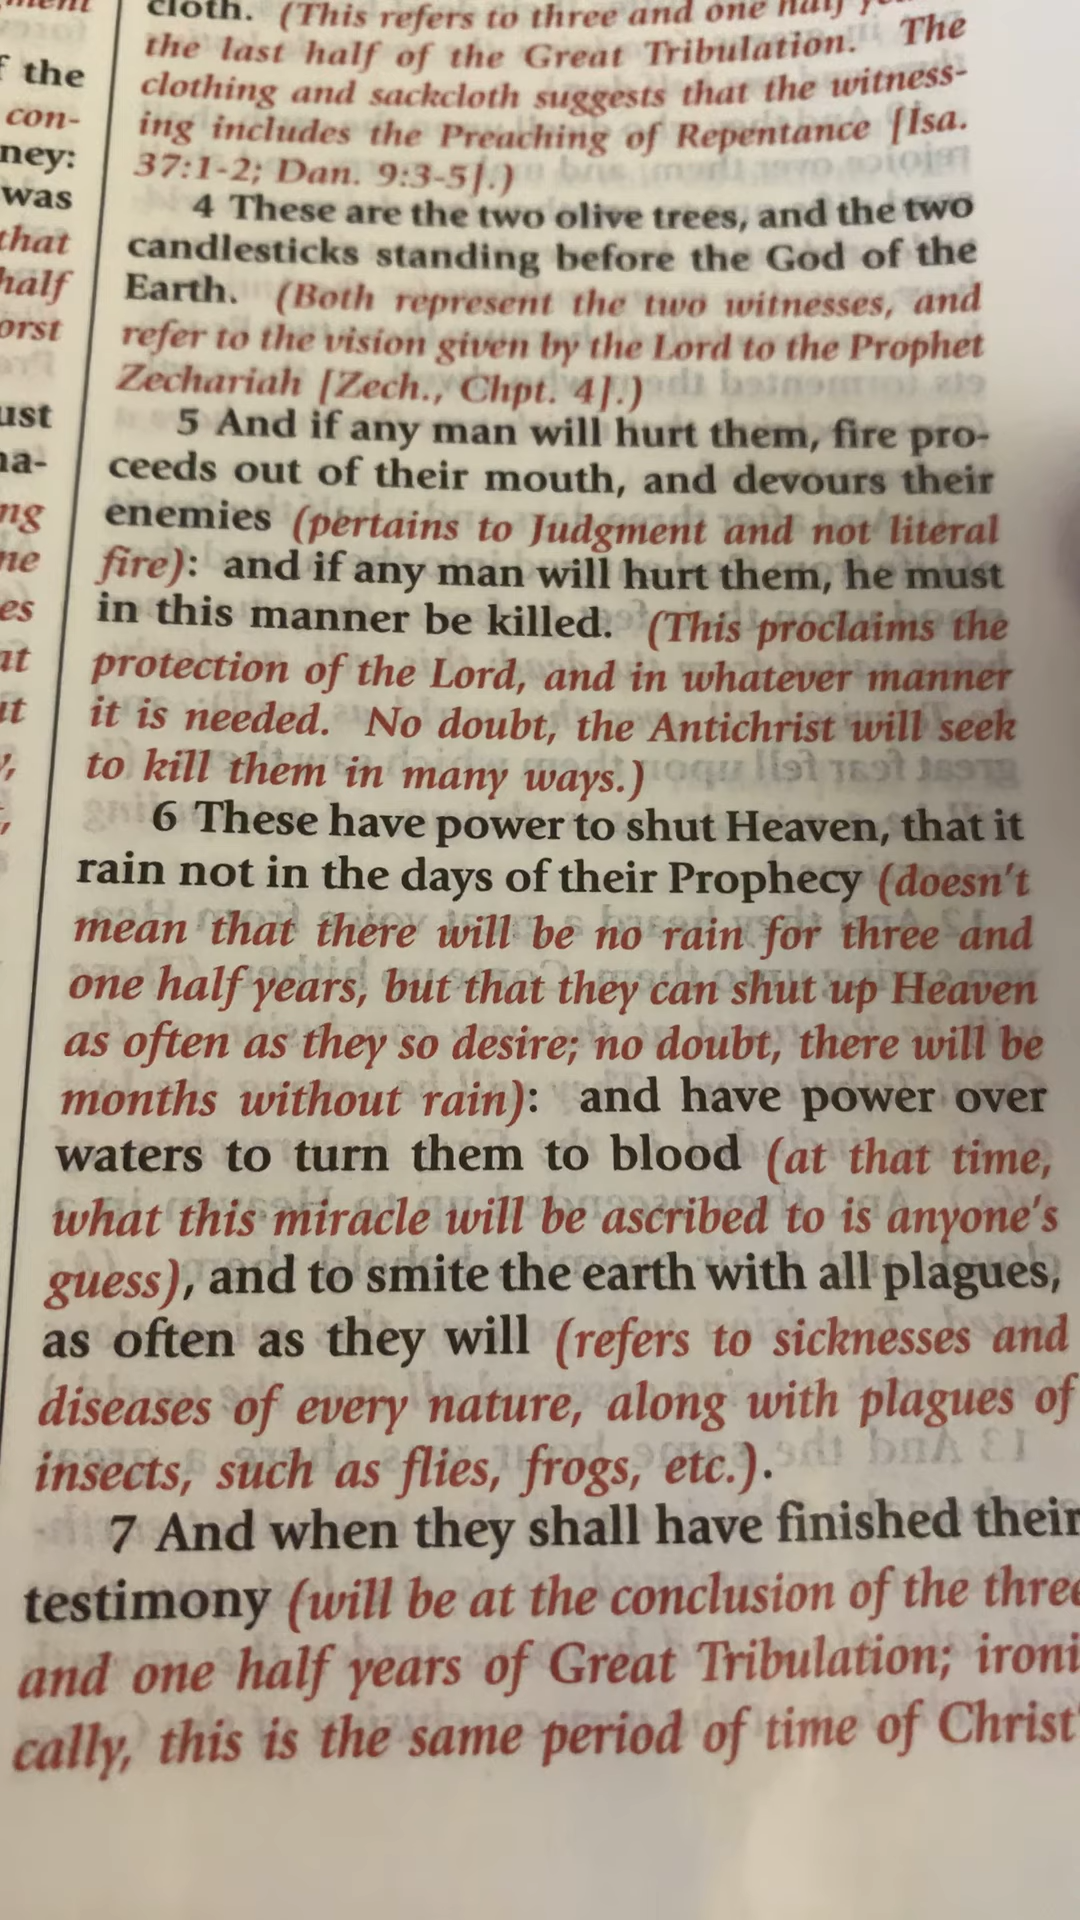 f the
con-
ney:
was
that
half
orst
ust
na-
ng
ne
es
at
ut
cloth. (This refers to three and one half
the last half of the Great Tribulation. The
clothing and sackcloth suggests that the witness-
ing includes the Preaching of Repentance [Isa.
37:1-2; Dan. 9:3-5].)
4 These are the two olive trees, and the two
candlesticks standing before the God of the
Earth. (Both represent the two witnesses, and
refer to the vision given by the Lord to the Prophet
Zechariah [Zech., Chpt. 4].)
5 And if any man will hurt them, fire pro-
ceeds out of their mouth, and devours their
enemies (pertains to Judgment and not literal
fire): and if any man will hurt them, he must
in this manner be killed. (This proclaims the
protection of the Lord, and in whatever manner
it is needed. No doubt, the Antichrist will seek
to kill them in many ways.)
6 These have power to shut Heaven, that it
rain not in the days of their Prophecy (doesn't
mean that there will be no rain for three and
one half years, but that they can shut up Heaven
as often as they so desire; no doubt, there will be
months without rain): and have power over
waters to turn them to blood (at that time,
what this miracle will be ascribed to is anyone's
guess), and to smite the earth with all plagues,
as often as they will (refers to sicknesses and
diseases of every nature, along with plagues of
insects, such as flies, frogs, etc.).
7 And when they shall have finished their
testimony (will be at the conclusion of the three
and one half years of Great Tribulation; ironi
cally, this is the same period of time of Christ'